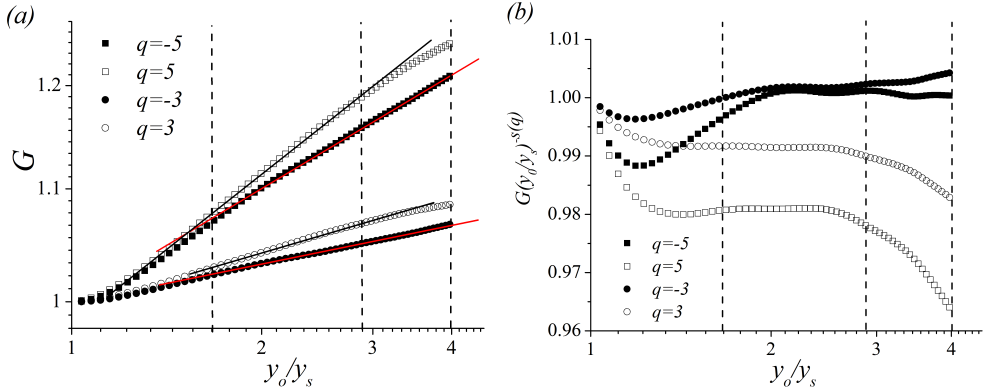 (a)
G
1.2
1.1
1
q=-5
q=5
q=-3
q=3
1 2 3 4
y_o/y_s
(b)
G(y_0/y_s)^-s(q)
1.01
1.00
0.99
0.98
0.97
0.96
q=-5
q=5
q=-3
q=3
1 2 3 4
y_o/y_s